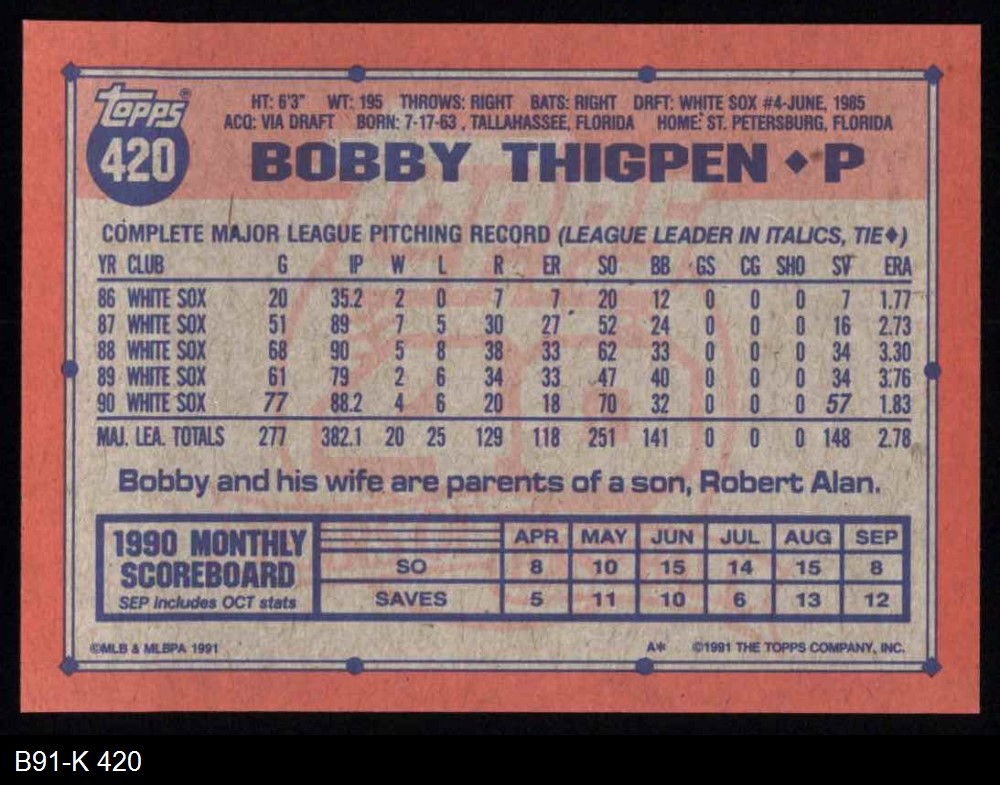 Topps®
420
HT: 6'3" WT: 195 THROWS: RIGHT BATS: RIGHT DRFT: WHITE SOX #4-JUNE, 1985
ACQ: VIA DRAFT BORN: 7-17-63 , TALLAHASSEE, FLORIDA HOME: ST. PETERSBURG, FLORIDA
BOBBY THIGPEN ◆ P
COMPLETE MAJOR LEAGUE PITCHING RECORD (LEAGUE LEADER IN ITALICS, TIE◆)
YR CLUB G IP W L R ER SO BB GS CG SHO SV ERA
86 WHITE SOX 20 35.2 2 0 7 7 20 12 0 0 0 7 1.77
87 WHITE SOX 51 89 7 5 30 27 52 24 0 0 0 16 2.73
88 WHITE SOX 68 90 5 8 38 33 62 33 0 0 0 34 3.30
89 WHITE SOX 61 79 2 6 34 33 47 40 0 0 0 34 3.76
90 WHITE SOX 77 88.2 4 6 20 18 70 32 0 0 0 57 1.83
MAJ. LEA. TOTALS 277 382.1 20 25 129 118 251 141 0 0 0 148 2.78
Bobby and his wife are parents of a son, Robert Alan.
1990 MONTHLY
SCOREBOARD
SEP Includes OCT stats
APR MAY JUN JUL AUG SEP
SO 8 10 15 14 15 8
SAVES 5 11 10 6 13 12
©MLB & MLBPA 1991 A* ©1991 THE TOPPS COMPANY, INC.
B91-K 420